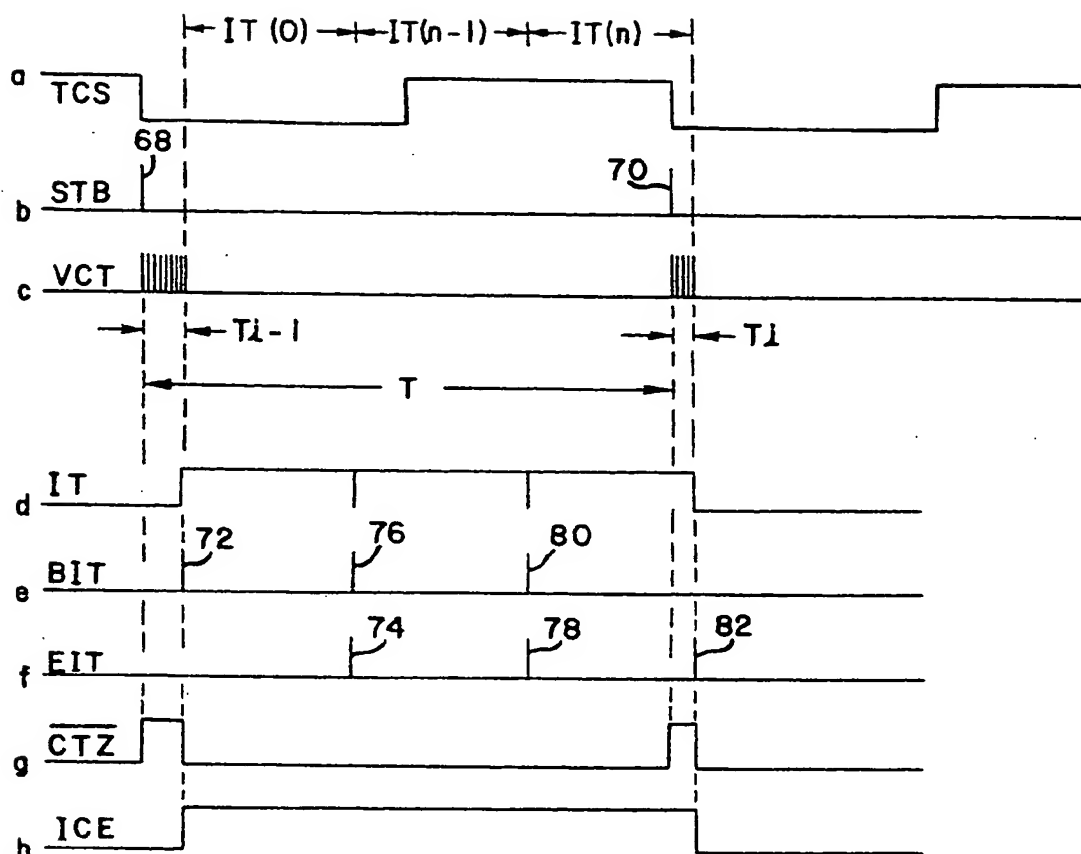 IT (0) IT(n-1) IT(n)
a TCS
68
70
b STB
c VCT
Ti-1 Ti
T
d IT
72 76 80
e BIT
74 78 82
f EIT
g CTZ
h ICE